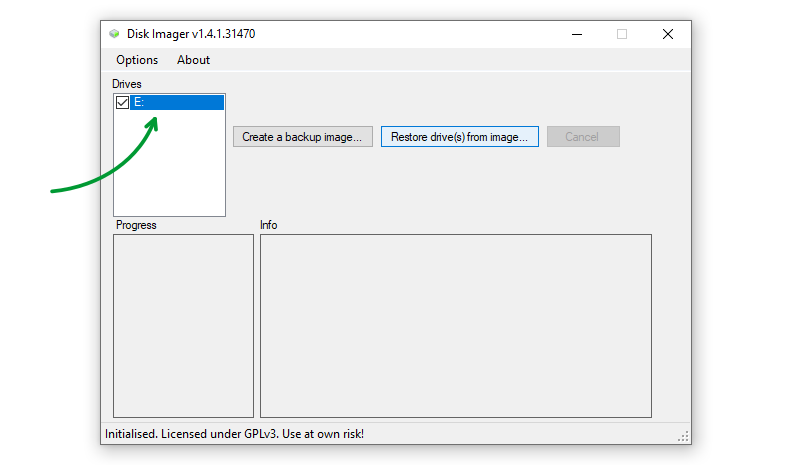 Disk Imager v1.4.1.31470
Options About
Drives
E:
Create a backup image... Restore drive(s) from image... Cancel
Progress Info
Initialised. Licensed under GPLv3. Use at own risk!